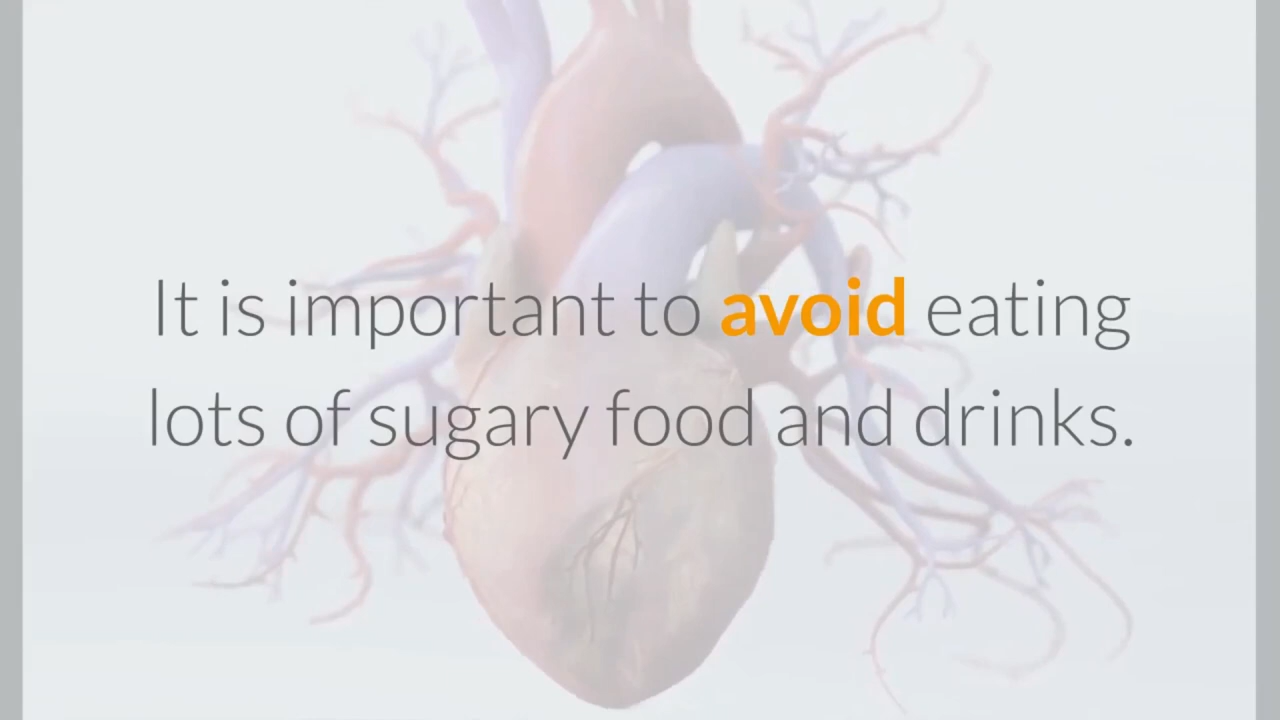 It is important to avoid eating
lots of sugary food and drinks.